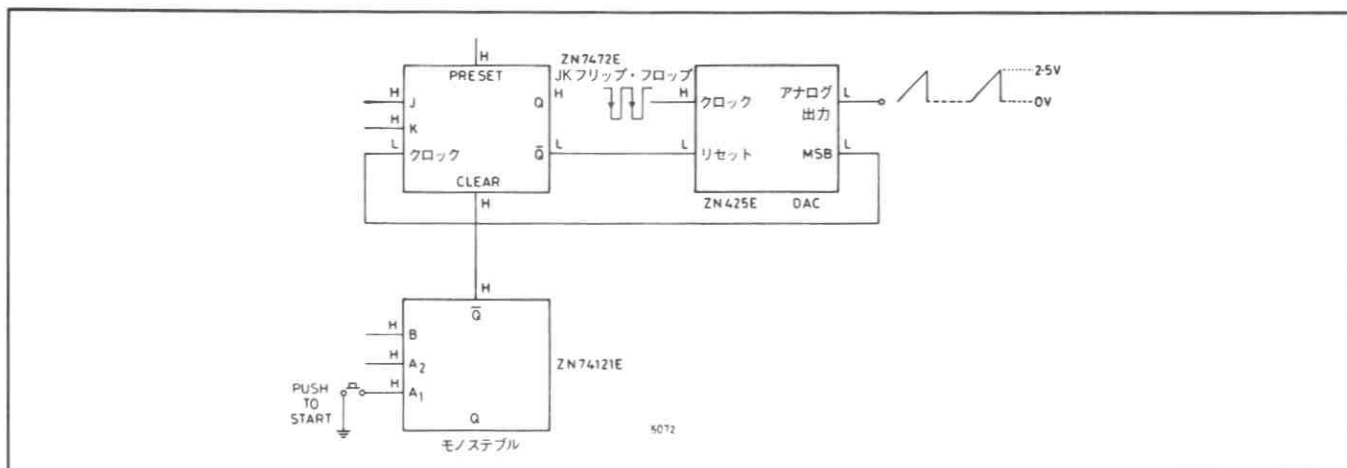 H
ZN7472E
PRESET
JKフリップ・フロップ
H J
Q H
H クロック
アナログ出力 L
2·5V
0V
H K
L クロック
Q̄ L
L リセット
MSB L
CLEAR
H
ZN425E DAC
H
Q̄
H B
ZN74121E
H A2
PUSH TO START
H A1
Q
5072
モノステブル